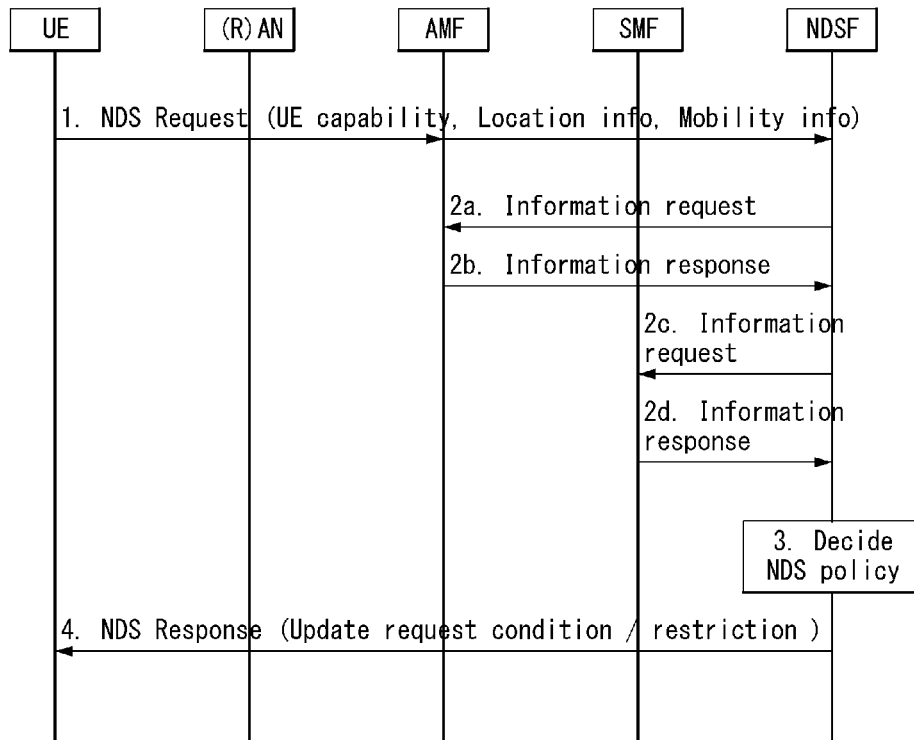 UE
(R)AN
AMF
SMF
NDSF
1. NDS Request (UE capability, Location info, Mobility info)
2a. Information request
2b. Information response
2c. Information
request
2d. Information
response
3. Decide
NDS policy
4. NDS Response (Update request condition / restriction )